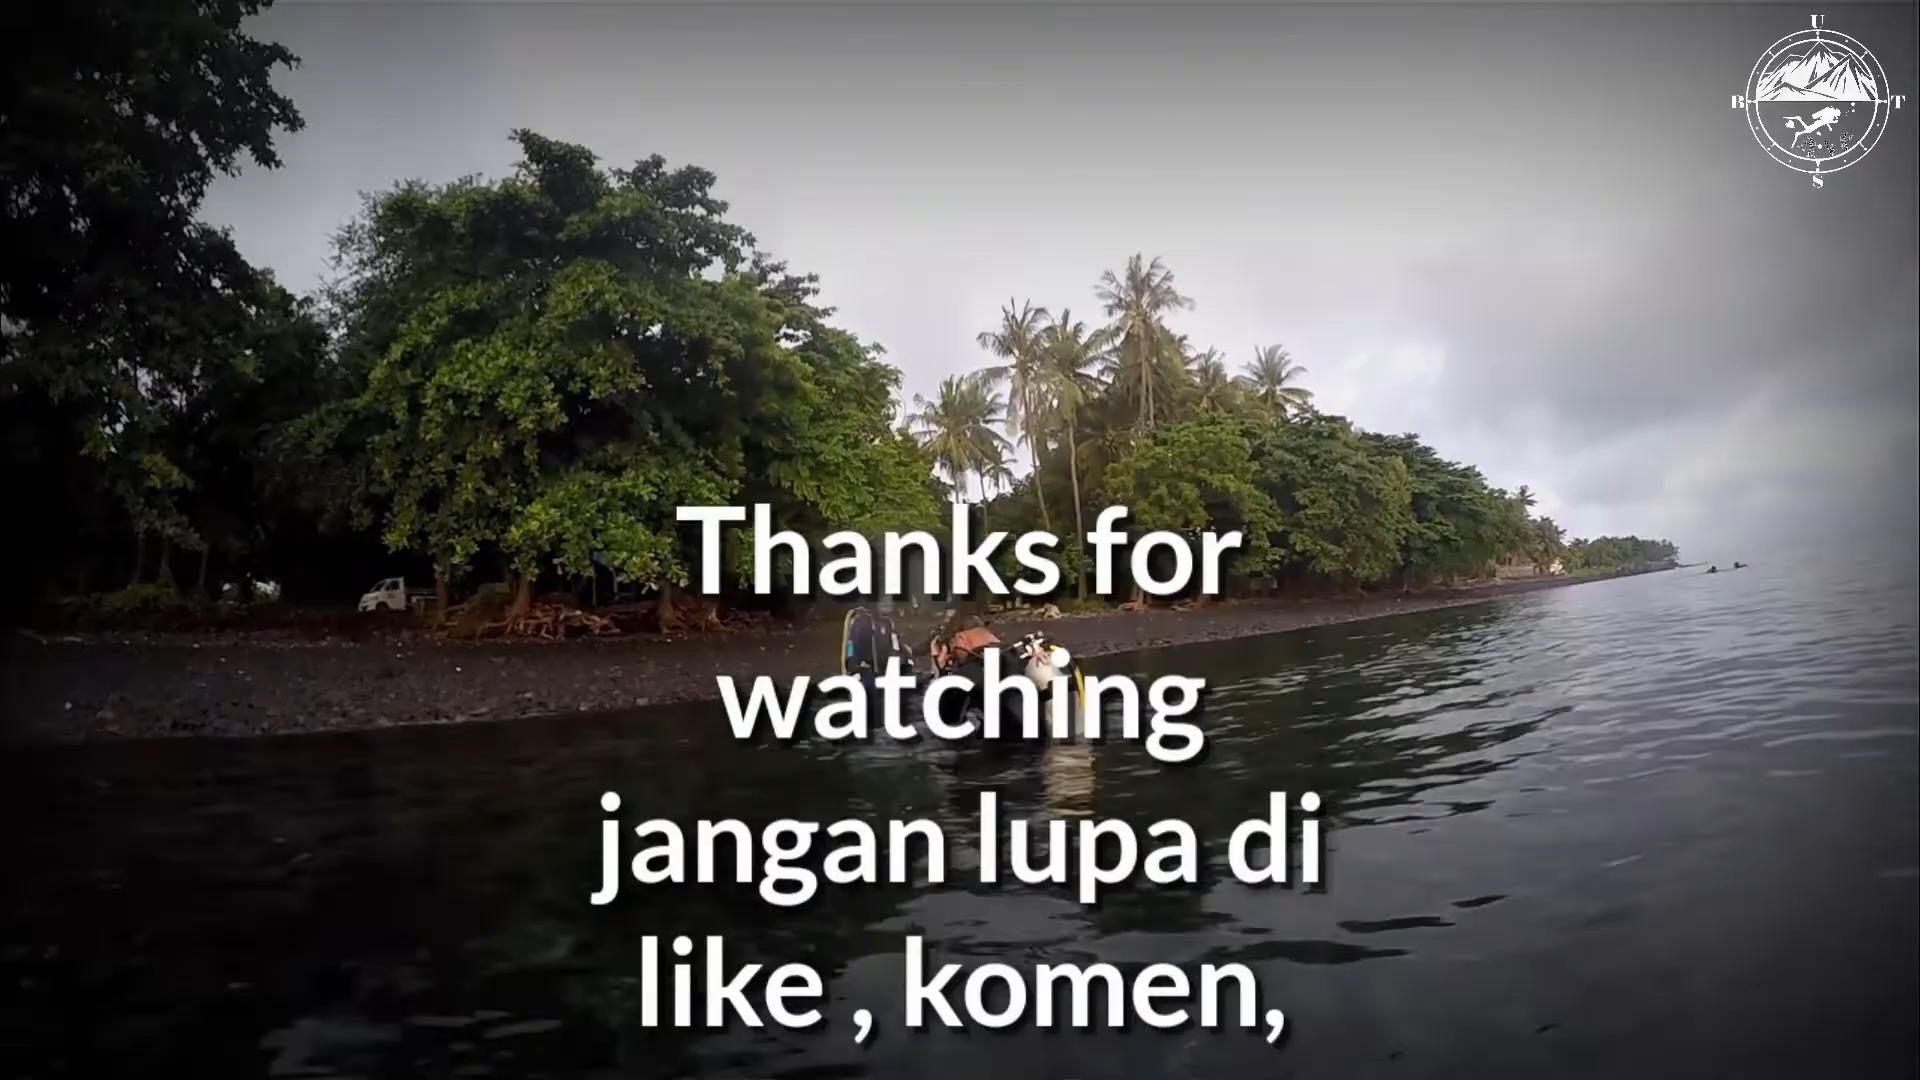 U
B
T
S
Thanks for
watching
jangan lupa di
like , komen,